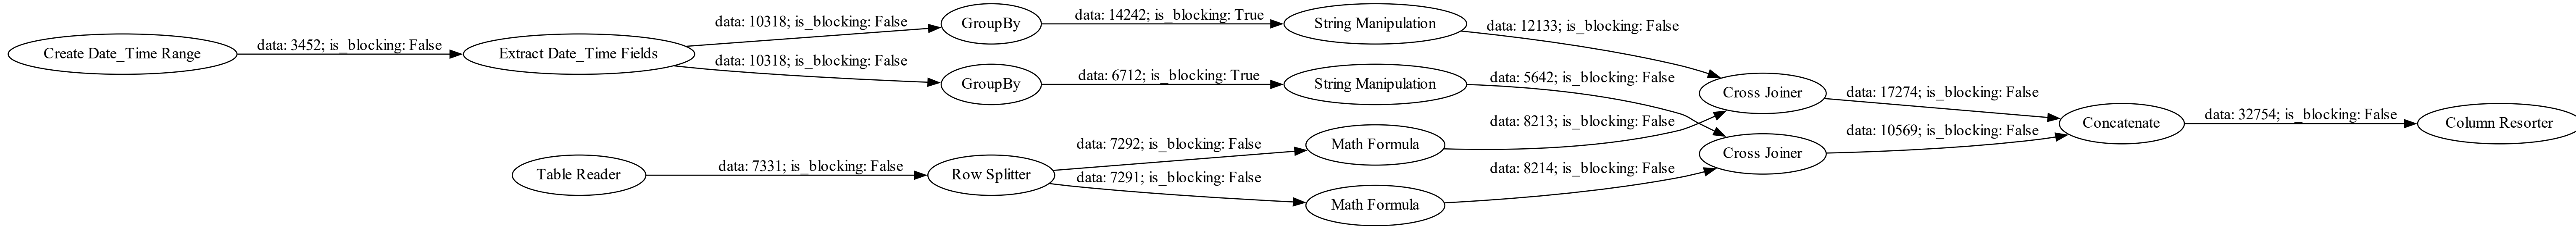 Create Date_Time Range
data: 3452; is_blocking: False
Extract Date_Time Fields
data: 10318; is_blocking: False
data: 10318; is_blocking: False
GroupBy
data: 14242; is_blocking: True
String Manipulation
data: 12133; is_blocking: False
GroupBy
data: 6712; is_blocking: True
String Manipulation
data: 5642; is_blocking: False
Table Reader
data: 7331; is_blocking: False
Row Splitter
data: 7292; is_blocking: False
data: 7291; is_blocking: False
Math Formula
data: 8213; is_blocking: False
Math Formula
data: 8214; is_blocking: False
Cross Joiner
data: 17274; is_blocking: False
Cross Joiner
data: 10569; is_blocking: False
Concatenate
data: 32754; is_blocking: False
Column Resorter